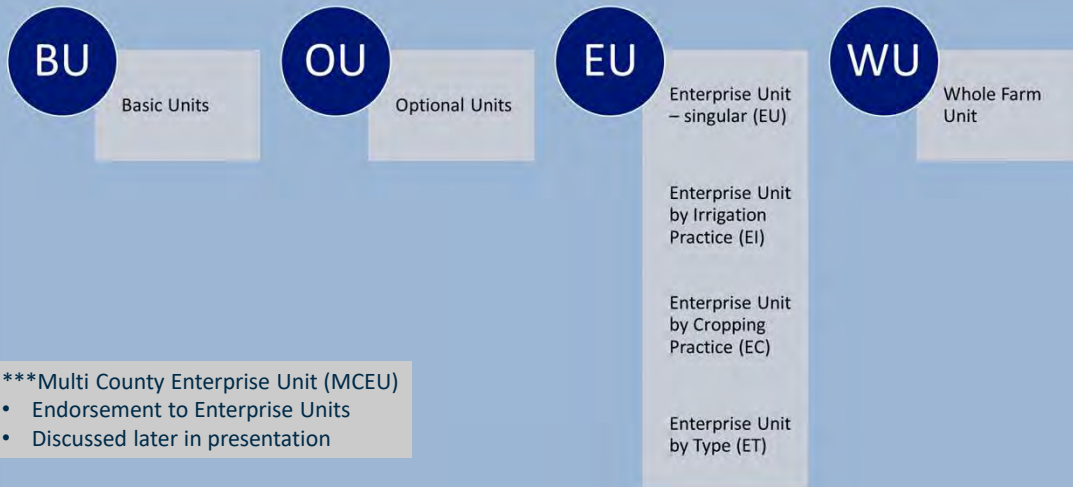 BU
Basic Units
OU
Optional Units
EU
Enterprise Unit
– singular (EU)
Enterprise Unit
by Irrigation
Practice (EI)
Enterprise Unit
by Cropping
Practice (EC)
Enterprise Unit
by Type (ET)
WU
Whole Farm
Unit
***Multi County Enterprise Unit (MCEU)
• Endorsement to Enterprise Units
• Discussed later in presentation